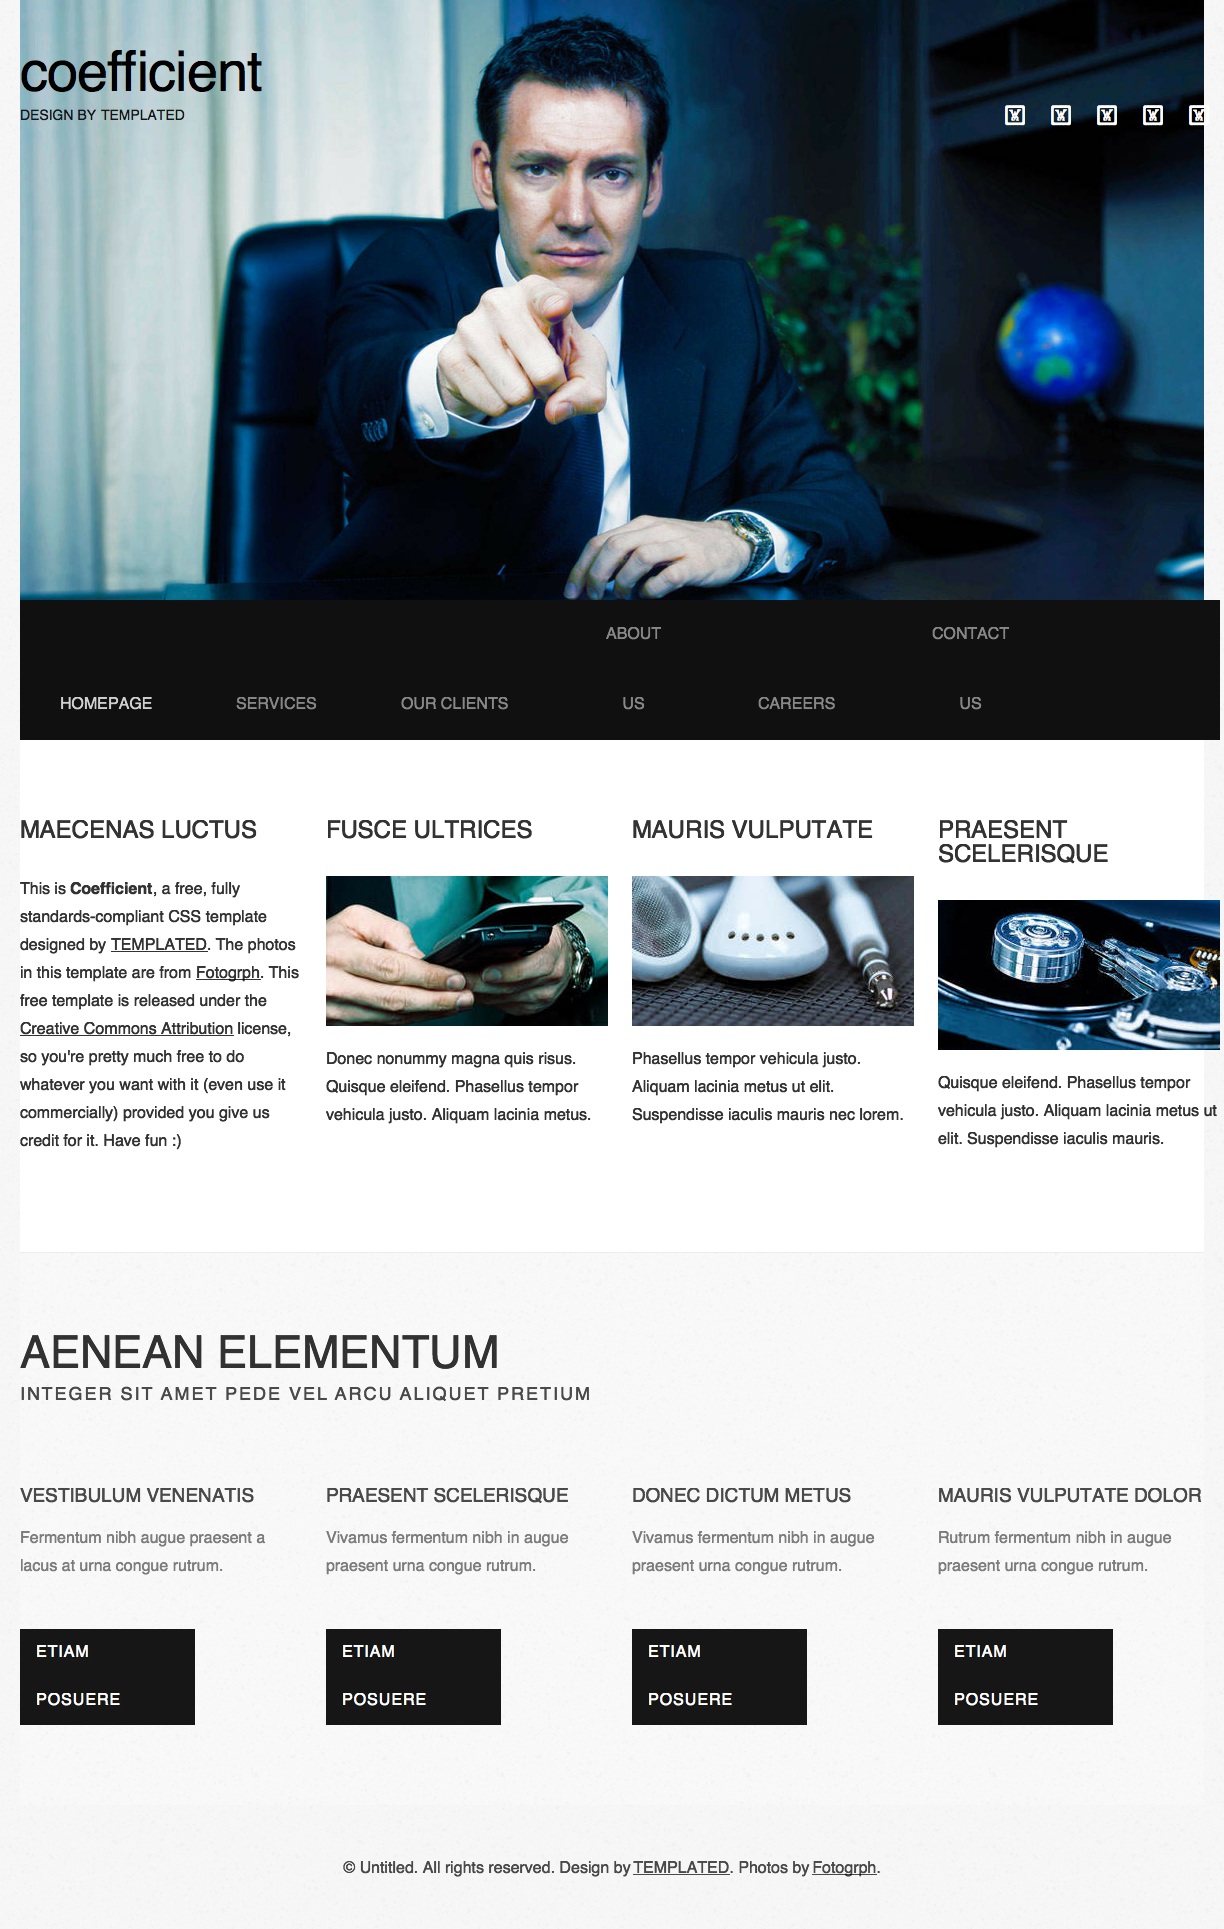 coefficient
DESIGN BY TEMPLATED
HOMEPAGE
SERVICES
OUR CLIENTS
ABOUT
US
CAREERS
CONTACT
US
MAECENAS LUCTUS
This is Coefficient, a free, fully
standards-compliant CSS template
designed by TEMPLATED. The photos
in this template are from Fotogrph. This
free template is released under the
Creative Commons Attribution license,
so you're pretty much free to do
whatever you want with it (even use it
commercially) provided you give us
credit for it. Have fun :)
FUSCE ULTRICES
Donec nonummy magna quis risus.
Quisque eleifend. Phasellus tempor
vehicula justo. Aliquam lacinia metus.
MAURIS VULPUTATE
Phasellus tempor vehicula justo.
Aliquam lacinia metus ut elit.
Suspendisse iaculis mauris nec lorem.
PRAESENT
SCELERISQUE
Quisque eleifend. Phasellus tempor
vehicula justo. Aliquam lacinia metus ut
elit. Suspendisse iaculis mauris.
AENEAN ELEMENTUM
INTEGER SIT AMET PEDE VEL ARCU ALIQUET PRETIUM
VESTIBULUM VENENATIS
Fermentum nibh augue praesent a
lacus at urna congue rutrum.
ETIAM
POSUERE
PRAESENT SCELERISQUE
Vivamus fermentum nibh in augue
praesent urna congue rutrum.
ETIAM
POSUERE
DONEC DICTUM METUS
Vivamus fermentum nibh in augue
praesent urna congue rutrum.
ETIAM
POSUERE
MAURIS VULPUTATE DOLOR
Rutrum fermentum nibh in augue
praesent urna congue rutrum.
ETIAM
POSUERE
© Untitled. All rights reserved. Design by TEMPLATED. Photos by Fotogrph.